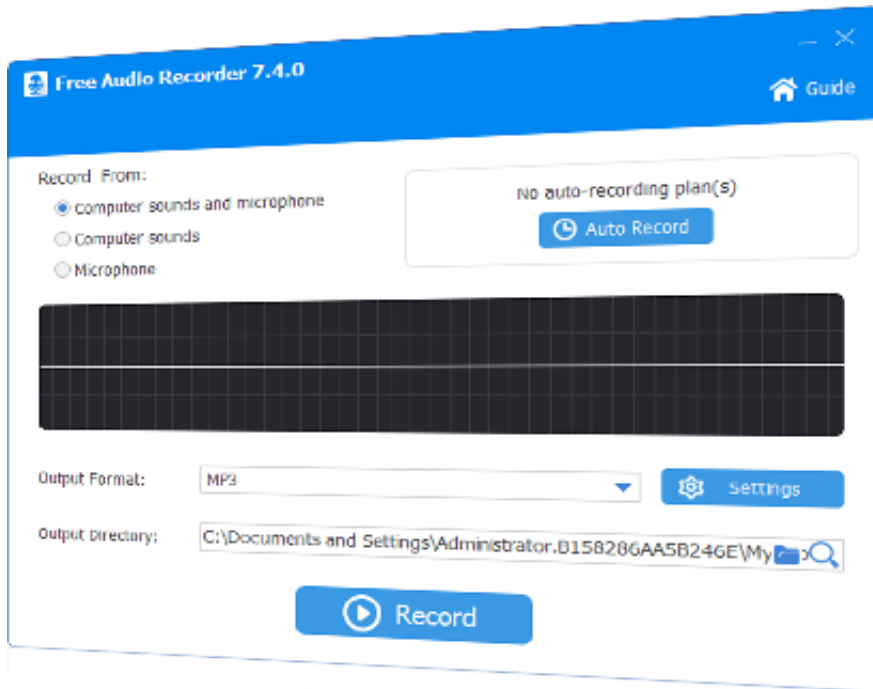 Free Audio Recorder 7.4.0
Guide
Record From:
Computer sounds and microphone
Computer sounds
Microphone
No auto-recording plan(s)
Auto Record
Output Format:
MP3
Settings
Output Directory:
C:\Documents and Settings\Administrator.B158286AA5B246E\My
Record